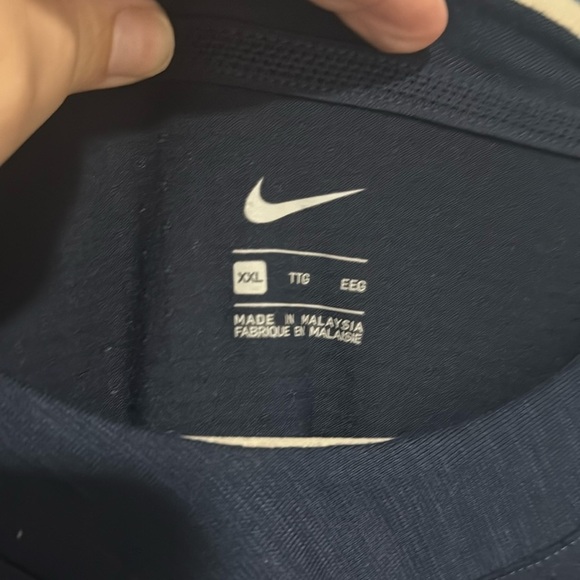 XXL TTG EEG
MADE IN MALAYSIA
FABRIQUE EN MALAISIE